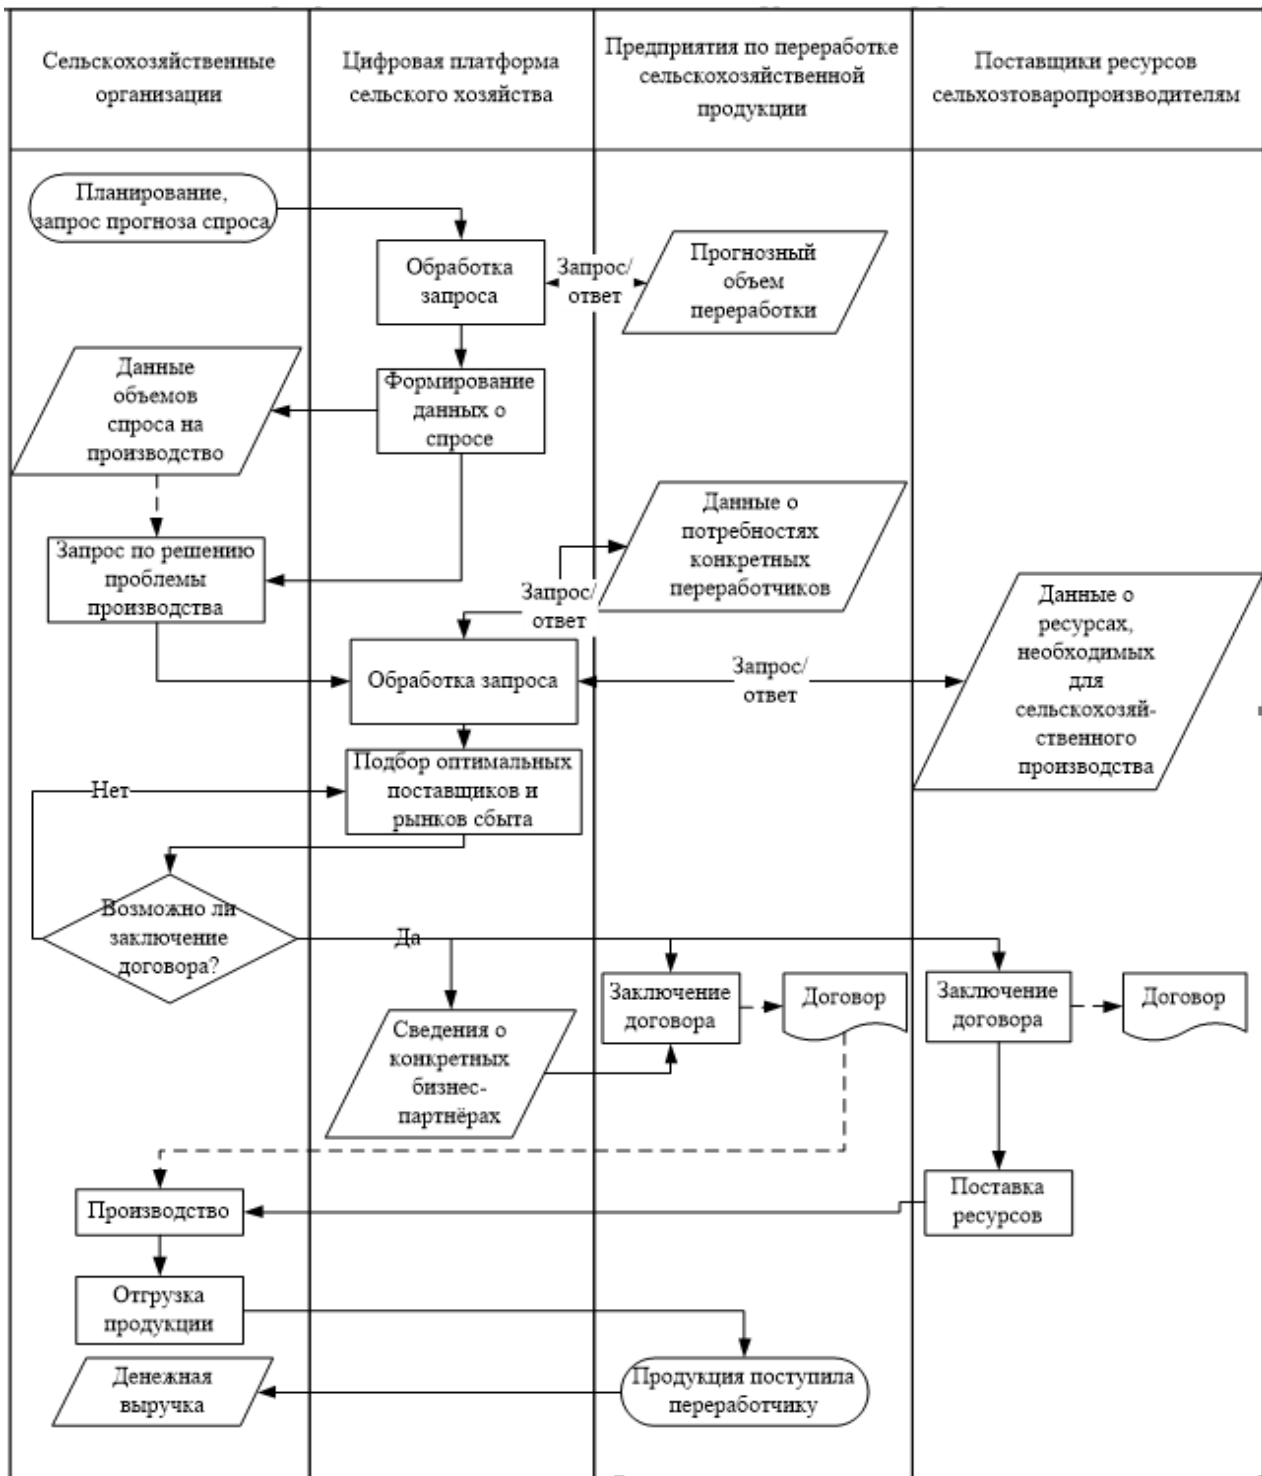 Сельскохозяйственные
организации
Цифровая платформа
сельского хозяйства
Предприятия по переработке
сельскохозяйственной
продукции
Поставщики ресурсов
сельхозтоваропроизводителям
Планирование,
запрос прогноза спроса
Обработка
запроса
Запрос/
ответ
Прогнозный
объем
переработки
Данные
объемов
спроса на
производство
Формирование
данных о
спросе
Запрос по решению
проблемы
производства
Данные о
потребностях
конкретных
переработчиков
Запрос/
ответ
Обработка запроса
Запрос/
ответ
Данные о
ресурсах,
необходимых
для
сельскохозяй-
ственного
производства
Подбор оптимальных
поставщиков и
рынков сбыта
Нет
Возможно ли
заключение
договора?
Да
Заключение
договора
Договор
Заключение
договора
Договор
Сведения о
конкретных
бизнес-
партнёрах
Производство
Поставка
ресурсов
Отгрузка
продукции
Денежная
выручка
Продукция поступила
переработчику